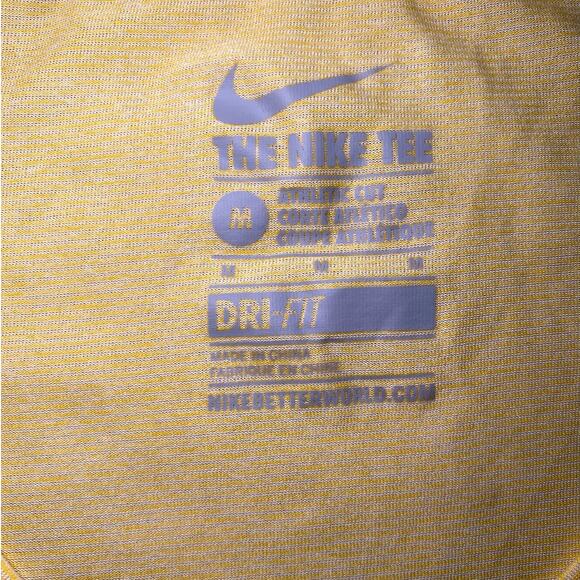 THE NIKE TEE
M
ATHLETIC CUT
CORTE ATLÉTICO
COUPE ATHLÉTIQUE
M M M
DRI-FIT
MADE IN CHINA
FABRIQUÉ EN CHINE
NIKEBETTERWORLD.COM